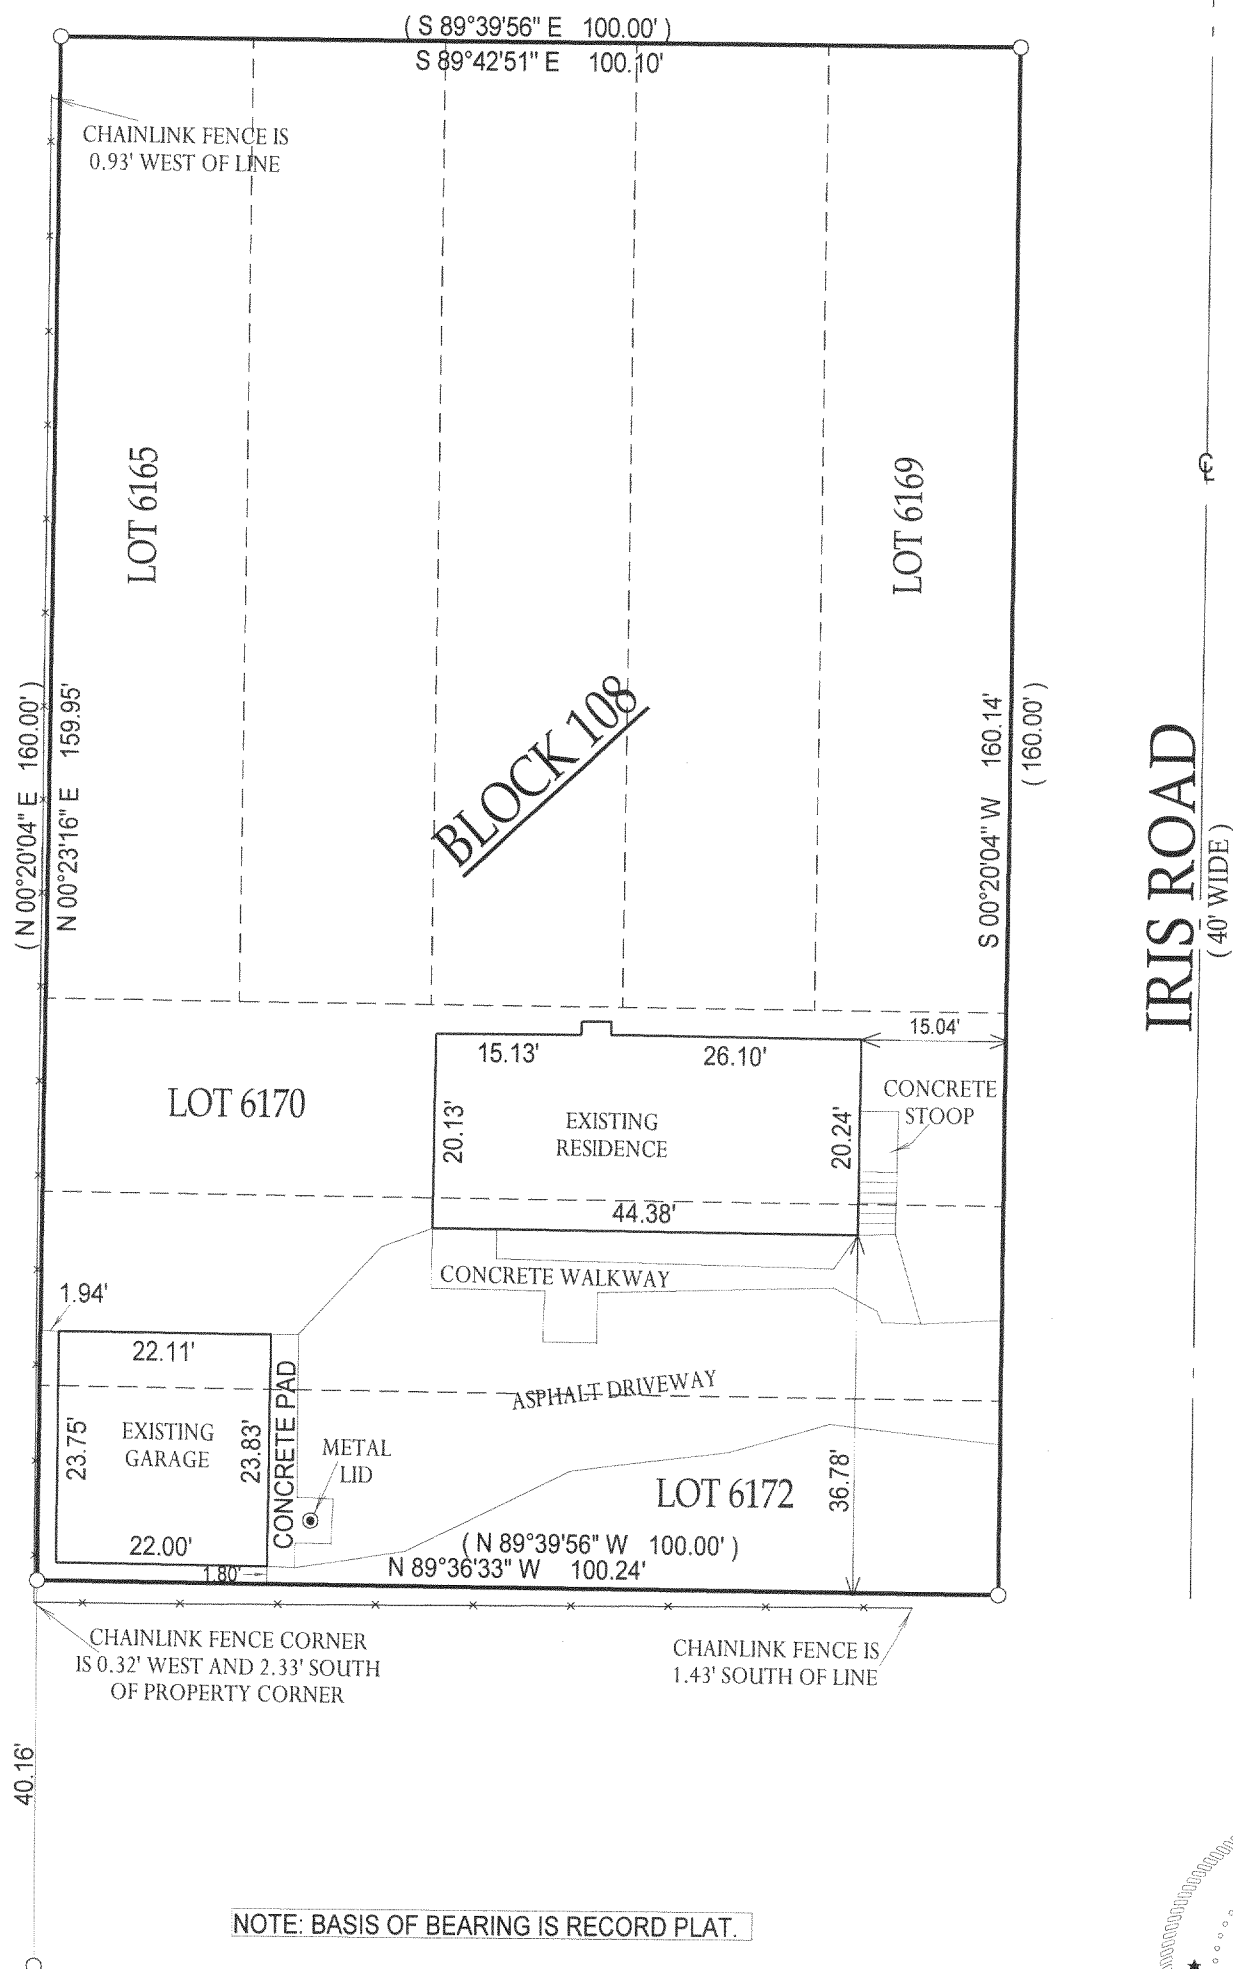 ( S 89°39'56" E 100.00' )
S 89°42'51" E 100.10'
CHAINLINK FENCE IS
0.93' WEST OF LINE
℄
LOT 6165
LOT 6169
BLOCK 108
( N 00°20'04" E 160.00' )
N 00°23'16" E 159.95'
S 00°20'04" W 160.14'
( 160.00' )
IRIS ROAD
( 40' WIDE )
15.04'
15.13'
26.10'
LOT 6170
20.13'
EXISTING
RESIDENCE
20.24'
CONCRETE
STOOP
44.38'
CONCRETE WALKWAY
1.94'
22.11'
ASPHALT DRIVEWAY
23.75'
EXISTING
GARAGE
23.83'
CONCRETE PAD
METAL
LID
36.78'
LOT 6172
22.00'
1.80'
( N 89°39'56" W 100.00' )
N 89°36'33" W 100.24'
CHAINLINK FENCE CORNER
IS 0.32' WEST AND 2.33' SOUTH
OF PROPERTY CORNER
CHAINLINK FENCE IS
1.43' SOUTH OF LINE
40.16'
NOTE: BASIS OF BEARING IS RECORD PLAT.